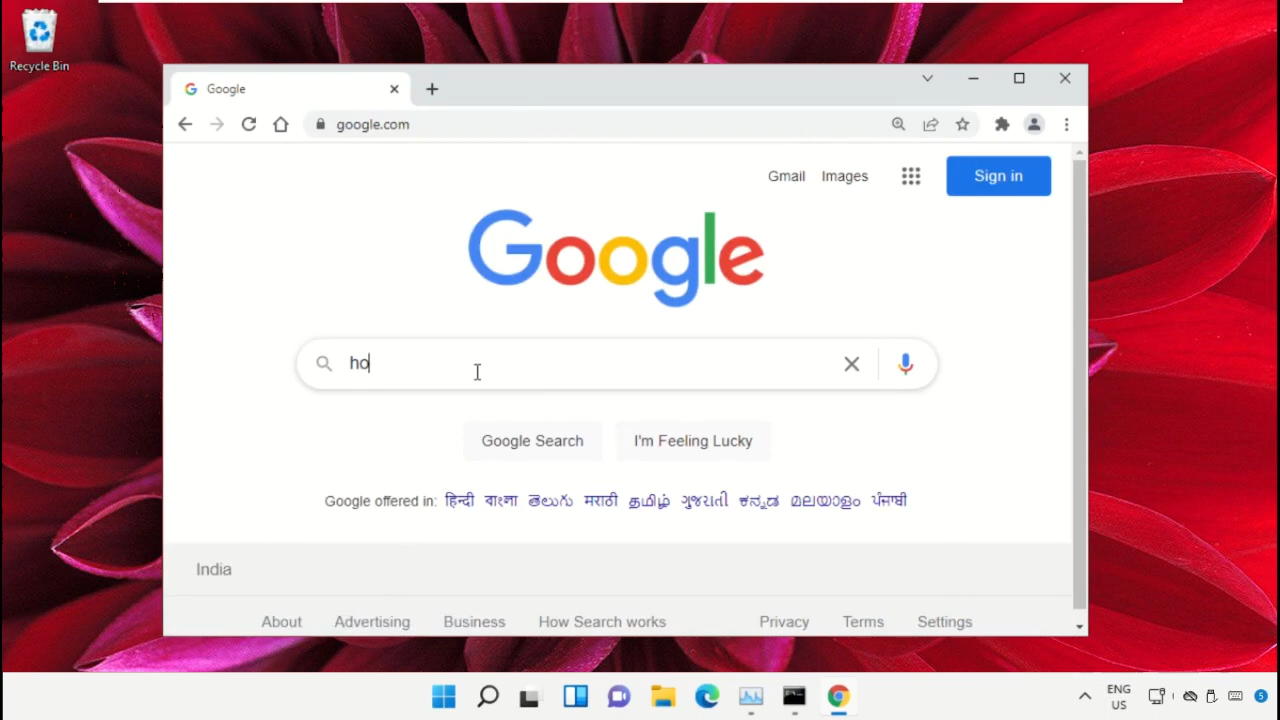 Recycle Bin
Google
google.com
Gmail Images Sign in
Google
ho
Google Search I'm Feeling Lucky
Google offered in: हिन्दी বাংলা తెలుగు मराठी தமிழ் ગુજરાતી ಕನ್ನಡ മലയാളം ਪੰਜਾਬੀ
India
About Advertising Business How Search works Privacy Terms Settings
ENG
US
5